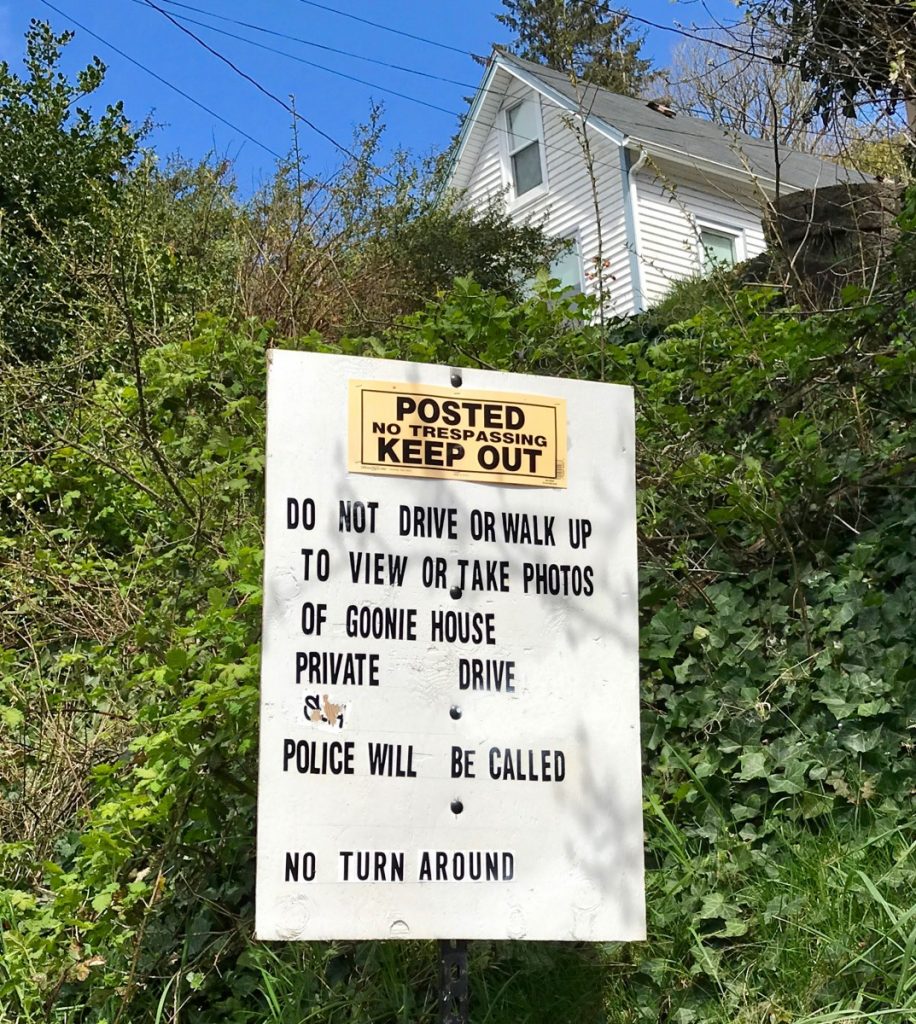 POSTED
NO TRESPASSING
KEEP OUT
DO NOT DRIVE OR WALK UP
TO VIEW OR TAKE PHOTOS
OF GOONIE HOUSE
PRIVATE DRIVE
POLICE WILL BE CALLED
NO TURN AROUND